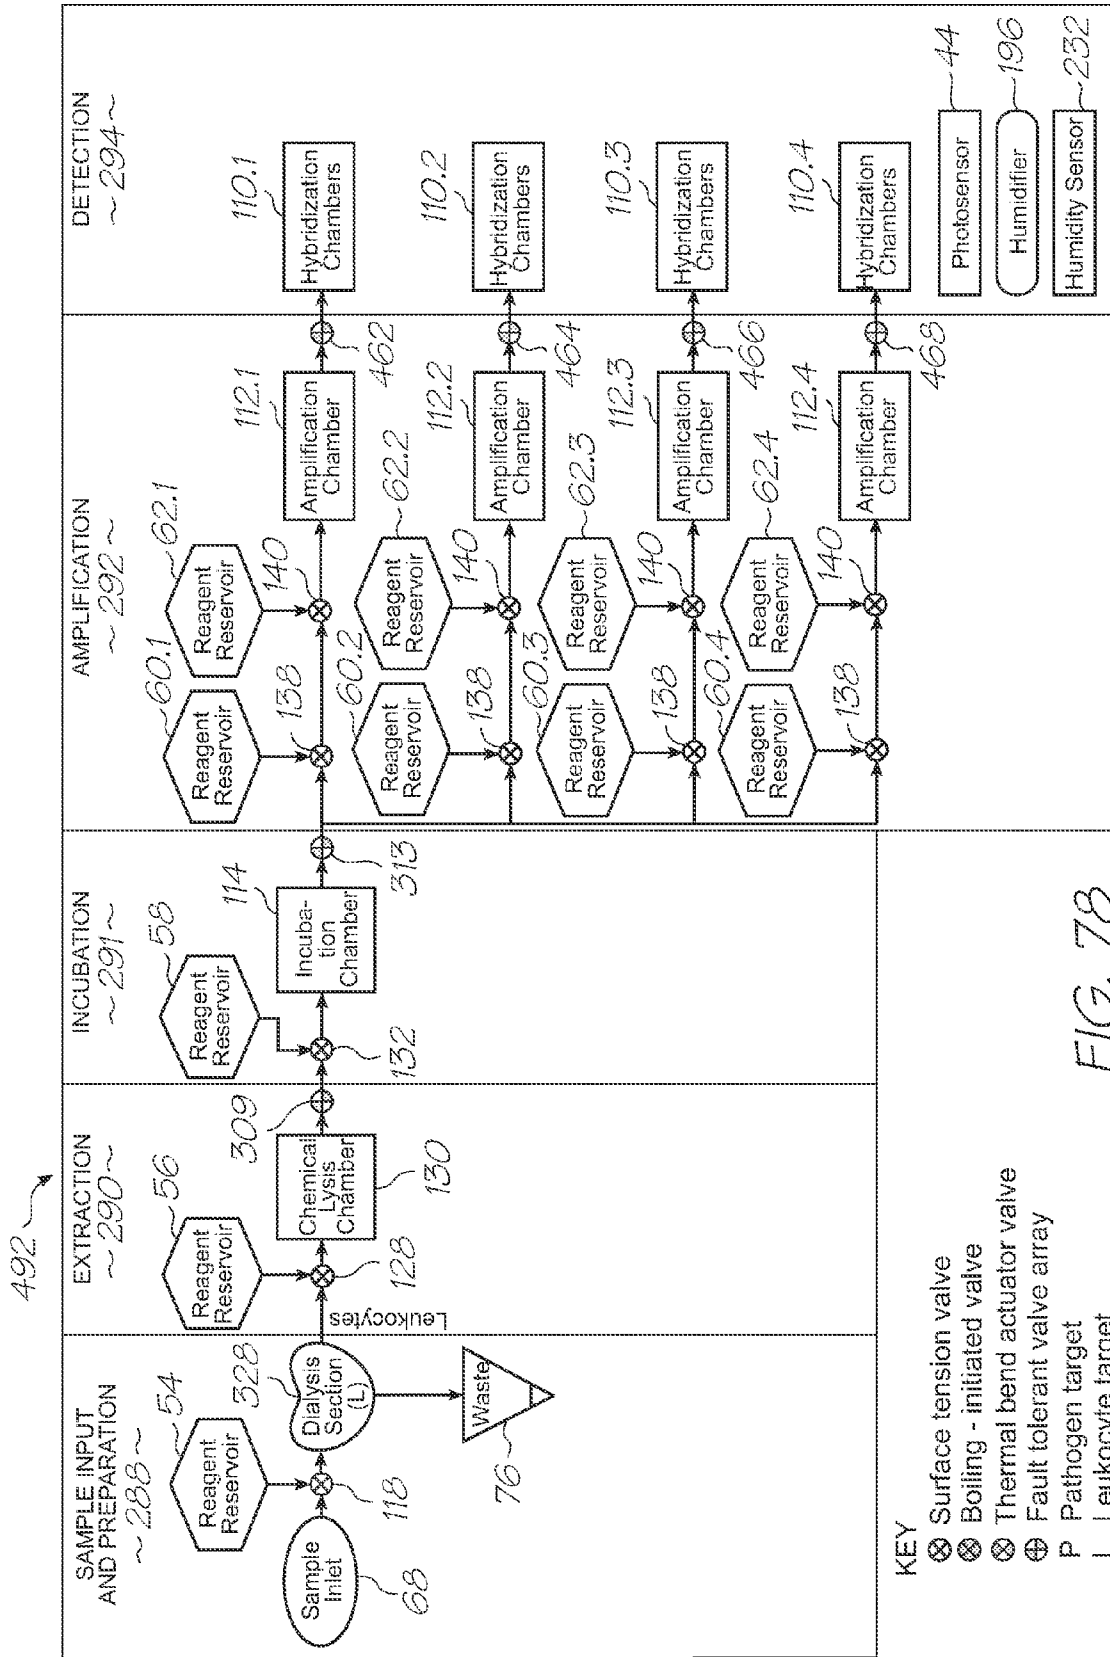 492
SAMPLE INPUT
AND PREPARATION
~288~
54
Reagent
Reservoir
Sample
Inlet
68
118
328
Dialysis
Section
(L)
Waste
76
Leukocytes
EXTRACTION
~290~
56
Reagent
Reservoir
128
Chemical
Lysis
Chamber
130
309
INCUBATION
~291~
58
Reagent
Reservoir
132
114
Incuba-
tion
Chamber
313
AMPLIFICATION
~292~
60.1
Reagent
Reservoir
62.1
Reagent
Reservoir
138
140
112.1
Amplification
Chamber
462
60.2
Reagent
Reservoir
62.2
Reagent
Reservoir
138
140
112.2
Amplification
Chamber
464
60.3
Reagent
Reservoir
62.3
Reagent
Reservoir
138
140
112.3
Amplification
Chamber
466
60.4
Reagent
Reservoir
62.4
Reagent
Reservoir
138
140
112.4
Amplification
Chamber
468
DETECTION
~294~
110.1
Hybridization
Chambers
110.2
Hybridization
Chambers
110.3
Hybridization
Chambers
110.4
Hybridization
Chambers
Photosensor
44
Humidifier
196
Humidity Sensor
232
KEY
Surface tension valve
Boiling - initiated valve
Thermal bend actuator valve
Fault tolerant valve array
P Pathogen target
L Leukocyte target
FIG. 78